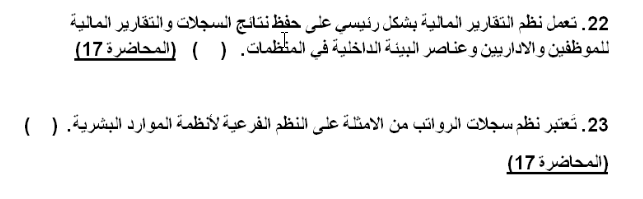 22. تعمل نظم التقارير المالية بشكل رئيسي على حفظ نتائج السجلات والتقارير المالية
للموظفين والاداريين وعناصر البيئة الداخلية في المنظمات. (    ) (المحاضرة 17)
23. تَعتبر نظم سجلات الرواتب من الامثلة على النظم الفرعية لأنظمة الموارد البشرية. (    )
(المحاضرة 17)